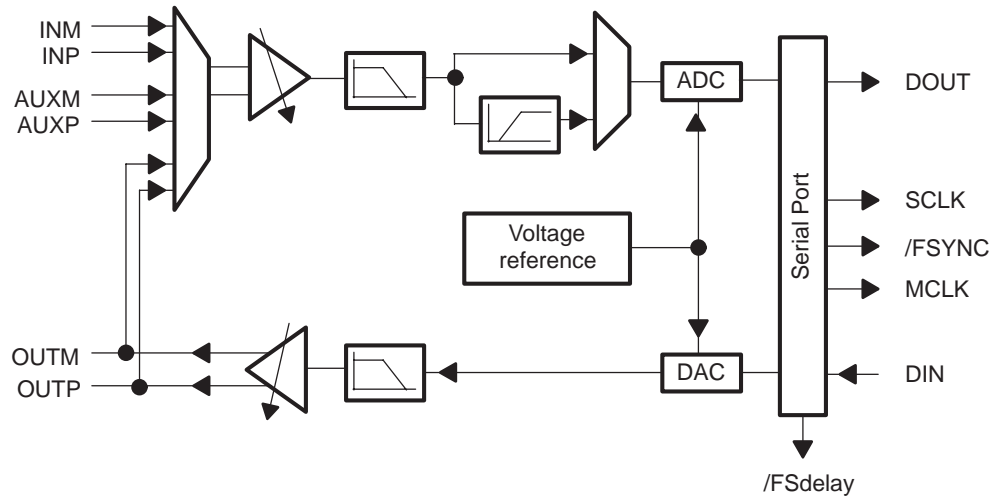 INM
INP
AUXM
AUXP
ADC
DOUT
Serial Port
SCLK
/FSYNC
MCLK
Voltage
reference
OUTM
OUTP
DAC
DIN
/FSdelay